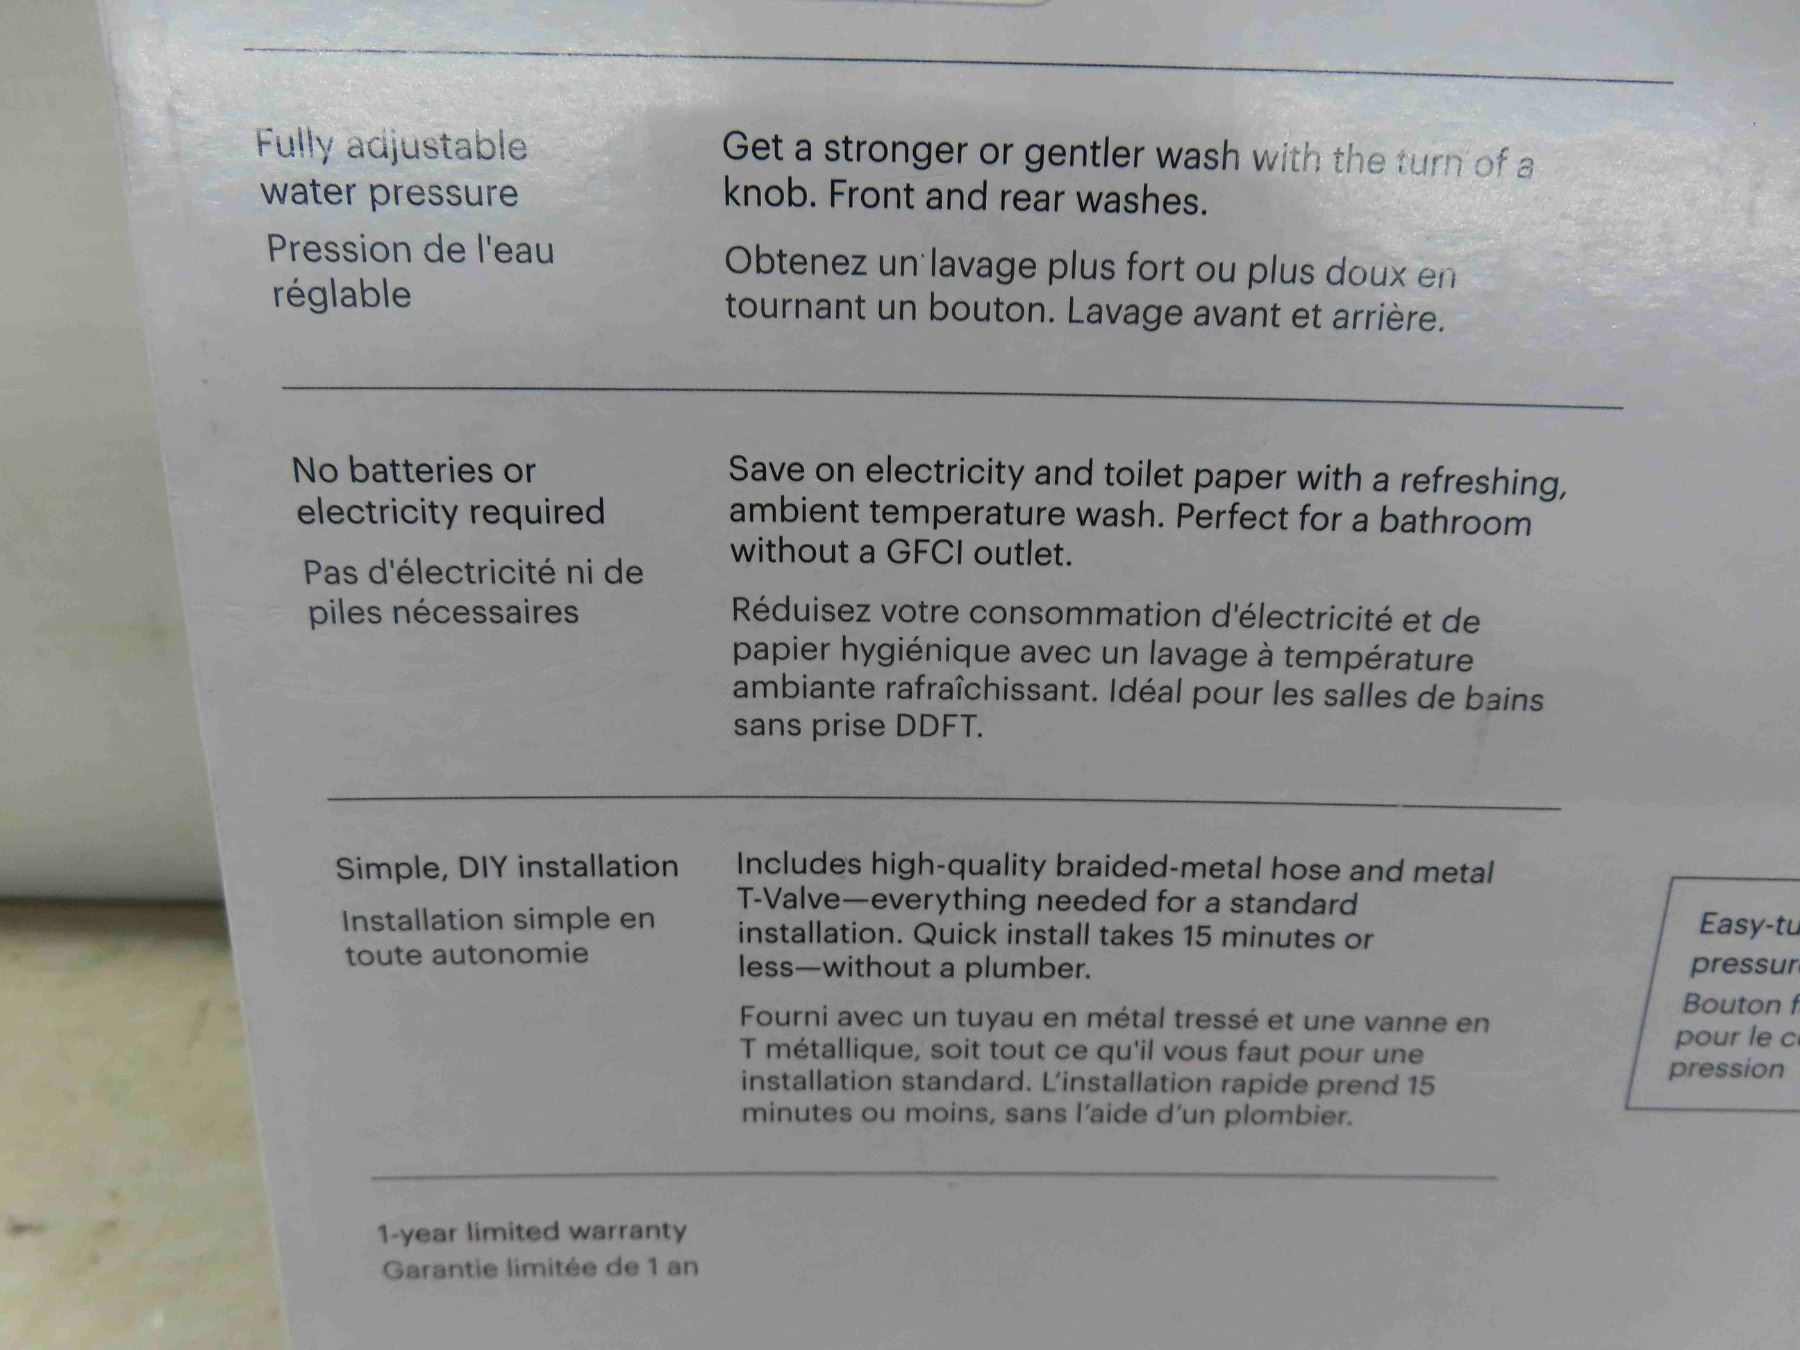 Fully adjustable
water pressure
Pression de l'eau
réglable
Get a stronger or gentler wash with the turn of a
knob. Front and rear washes.
Obtenez un lavage plus fort ou plus doux en
tournant un bouton. Lavage avant et arrière.
No batteries or
electricity required
Pas d'électricité ni de
piles nécessaires
Save on electricity and toilet paper with a refreshing,
ambient temperature wash. Perfect for a bathroom
without a GFCI outlet.
Réduisez votre consommation d'électricité et de
papier hygiénique avec un lavage à température
ambiante rafraîchissant. Idéal pour les salles de bains
sans prise DDFT.
Simple, DIY installation
Installation simple en
toute autonomie
Includes high-quality braided-metal hose and metal
T-Valve—everything needed for a standard
installation. Quick install takes 15 minutes or
less—without a plumber.
Fourni avec un tuyau en métal tressé et une vanne en
T métallique, soit tout ce qu'il vous faut pour une
installation standard. L'installation rapide prend 15
minutes ou moins, sans l'aide d'un plombier.
1-year limited warranty
Garantie limitée de 1 an
Easy-tu
pressur
Bouton f
pour le c
pression